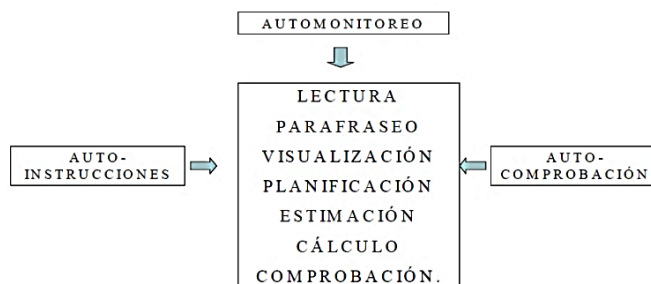 AUTOMONITOREO
LECTURA
PARAFRASEO
VISUALIZACIÓN
PLANIFICACIÓN
ESTIMACIÓN
CÁLCULO
COMPROBACIÓN.
AUTO-
INSTRUCCIONES
AUTO-
COMPROBACIÓN